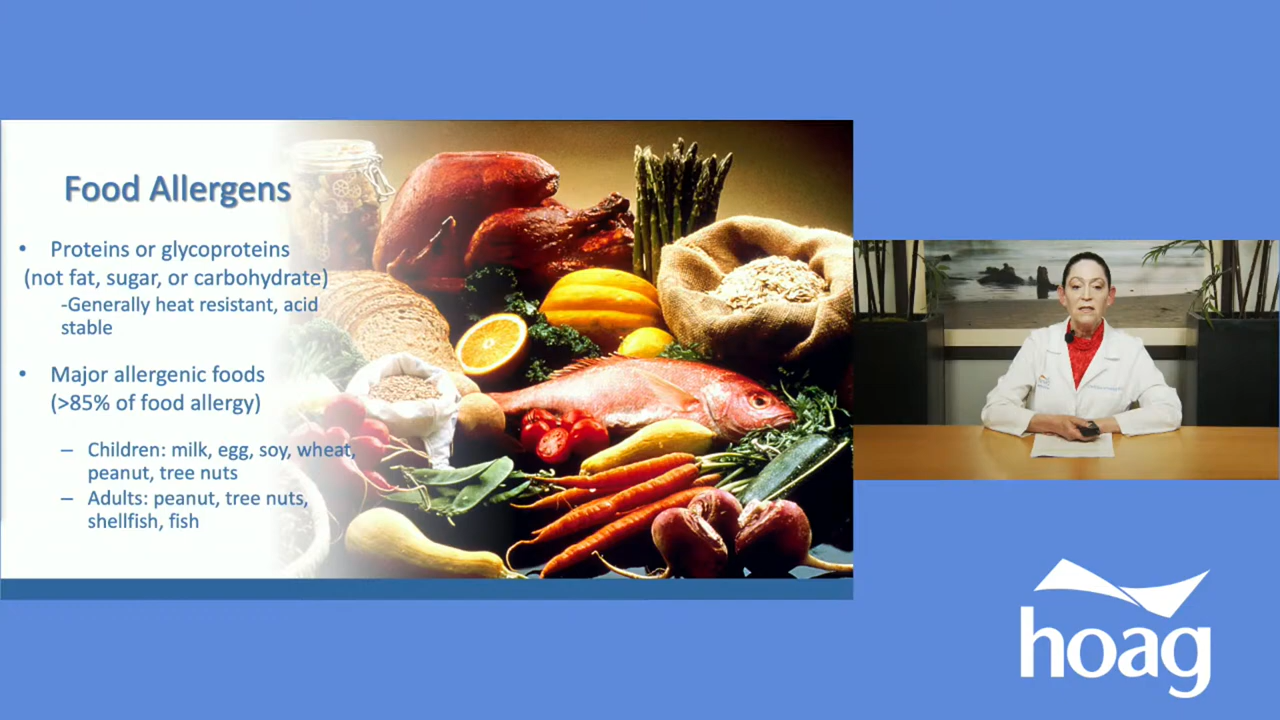 Food Allergens
• Proteins or glycoproteins
(not fat, sugar, or carbohydrate)
-Generally heat resistant, acid
stable
• Major allergenic foods
(>85% of food allergy)
– Children: milk, egg, soy, wheat,
peanut, tree nuts
– Adults: peanut, tree nuts,
shellfish, fish
hoag